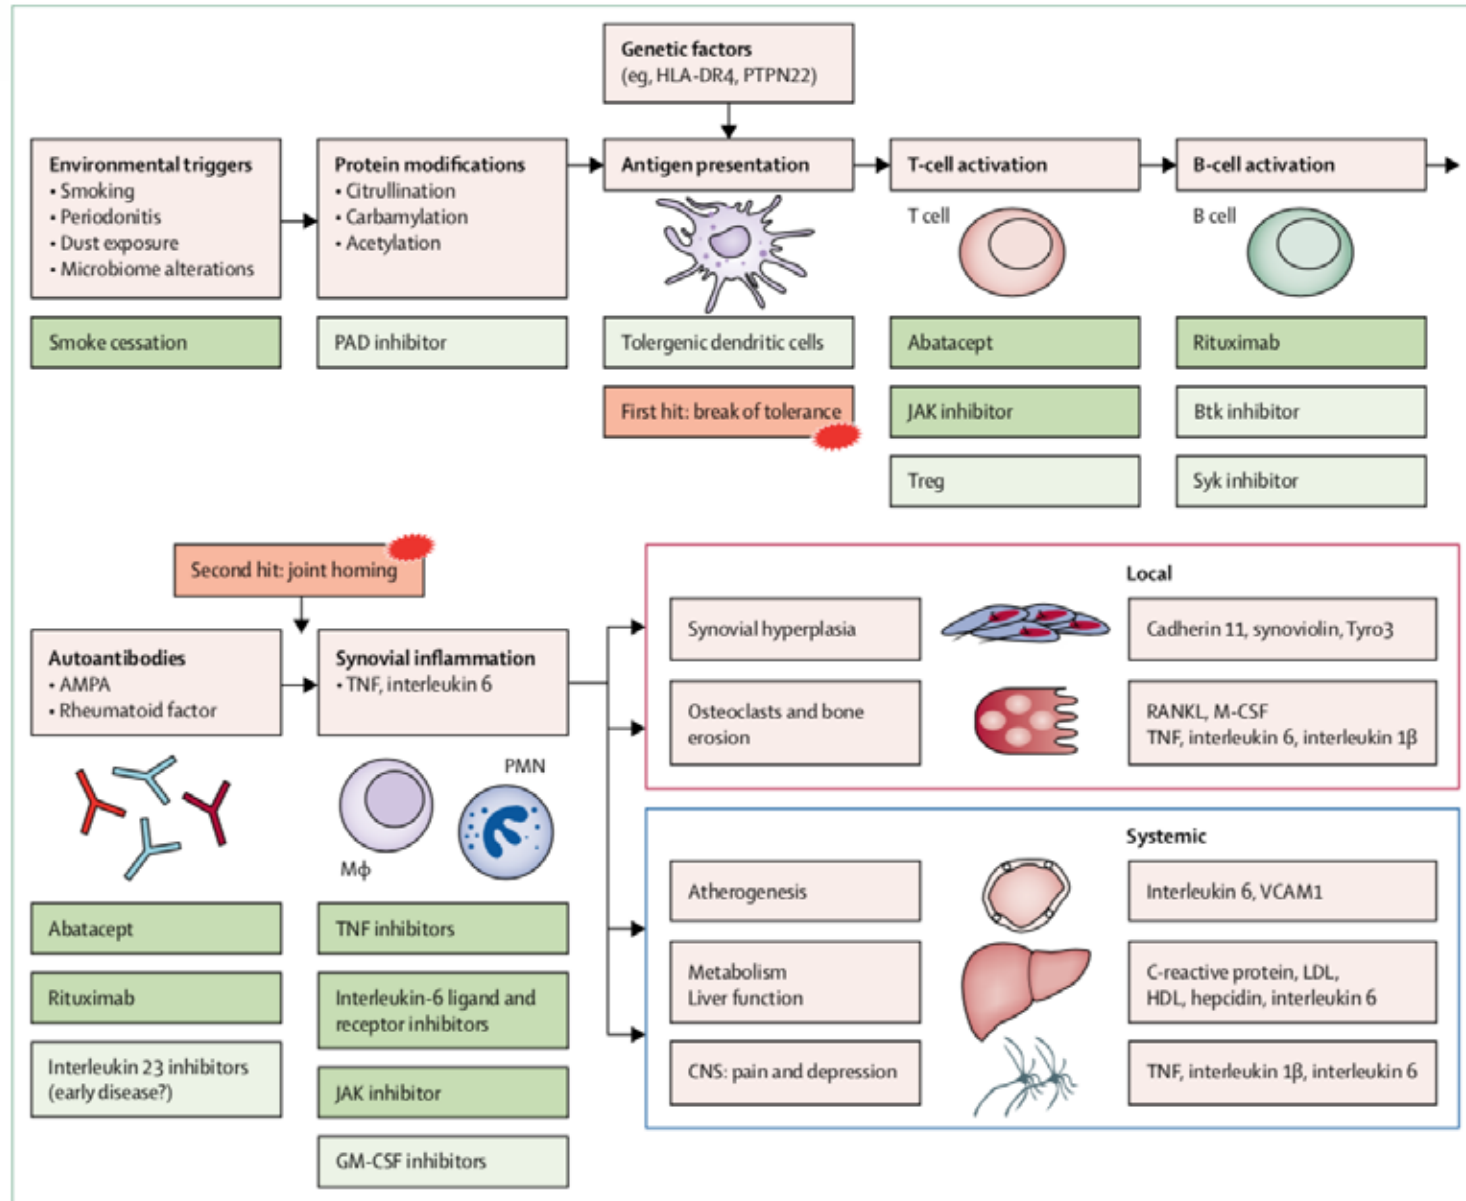 Genetic factors
(eg, HLA-DR4, PTPN22)
Environmental triggers
• Smoking
• Periodonitis
• Dust exposure
• Microbiome alterations
Protein modifications
• Citrullination
• Carbamylation
• Acetylation
Antigen presentation
T-cell activation
B-cell activation
T cell
B cell
Smoke cessation
PAD inhibitor
Tolergenic dendritic cells
Abatacept
Rituximab
First hit: break of tolerance
JAK inhibitor
Btk inhibitor
Treg
Syk inhibitor
Second hit: joint homing
Autoantibodies
• AMPA
• Rheumatoid factor
Synovial inflammation
• TNF, interleukin 6
PMN
Mϕ
Abatacept
Rituximab
Interleukin 23 inhibitors
(early disease?)
TNF inhibitors
Interleukin-6 ligand and
receptor inhibitors
JAK inhibitor
GM-CSF inhibitors
Local
Synovial hyperplasia
Cadherin 11, synoviolin, Tyro3
Osteoclasts and bone
erosion
RANKL, M-CSF
TNF, interleukin 6, interleukin 1β
Systemic
Atherogenesis
Interleukin 6, VCAM1
Metabolism
Liver function
C-reactive protein, LDL,
HDL, hepcidin, interleukin 6
CNS: pain and depression
TNF, interleukin 1β, interleukin 6